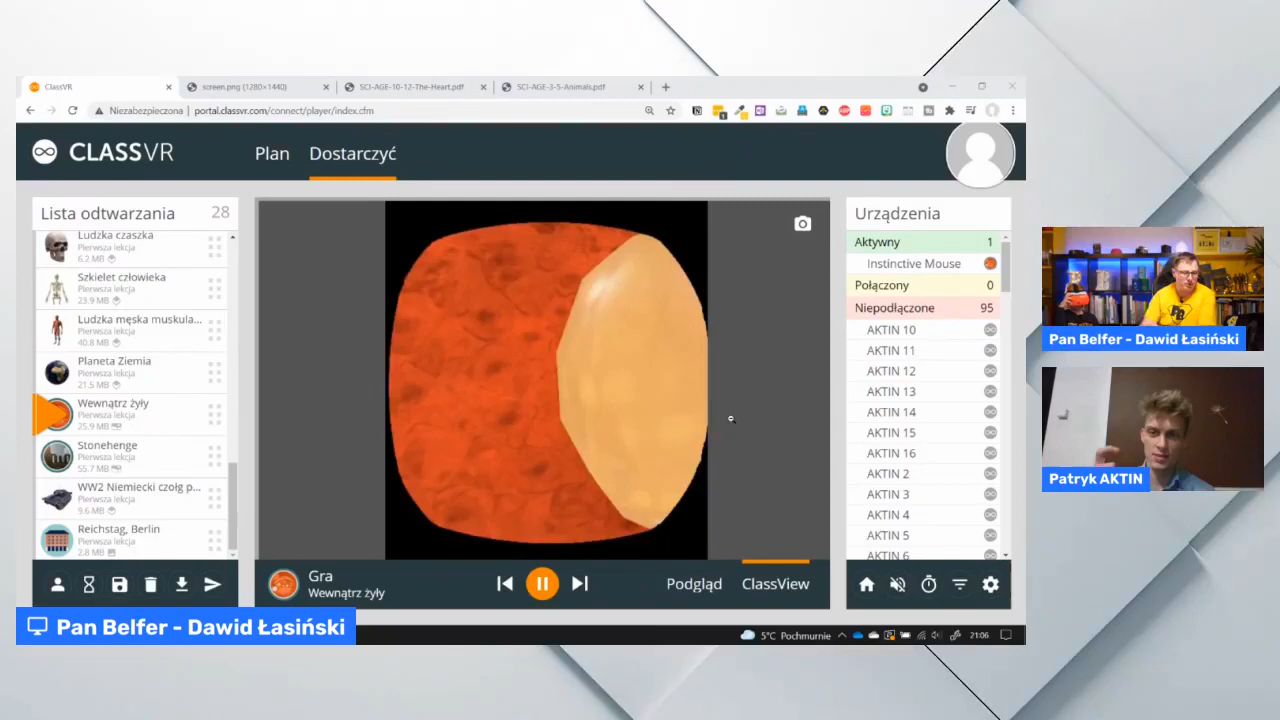 ClassVR
screen.png (1280×1440)
SCI-AGE-10-12-The-Heart.pdf
SCI-AGE-3-5-Animals.pdf
Niezabezpieczona
portal.classvr.com/connect/player/index.cfm
CLASSVR
Plan
Dostarczyć
Lista odtwarzania
28
Ludzka czaszka
Pierwsza lekcja
6.2 MB
Szkielet człowieka
Pierwsza lekcja
23.9 MB
Ludzka męska muskula...
Pierwsza lekcja
40.8 MB
Planeta Ziemia
Pierwsza lekcja
21.5 MB
Wewnątrz żyły
Pierwsza lekcja
25.9 MB
Stonehenge
Pierwsza lekcja
55.7 MB
WW2 Niemiecki czołg p...
Pierwsza lekcja
9.6 MB
Reichstag, Berlin
Pierwsza lekcja
2.8 MB
Gra
Wewnątrz żyły
Podgląd
ClassView
Urządzenia
Aktywny 1
Instinctive Mouse
Połączony 0
Niepodłączone 95
AKTIN 10
AKTIN 11
AKTIN 12
AKTIN 13
AKTIN 14
AKTIN 15
AKTIN 16
AKTIN 2
AKTIN 3
AKTIN 4
AKTIN 5
AKTIN 6
5°C Pochmurnie
21:06
Pan Belfer - Dawid Łasiński
Pan Belfer - Dawid Łasiński
Patryk AKTIN